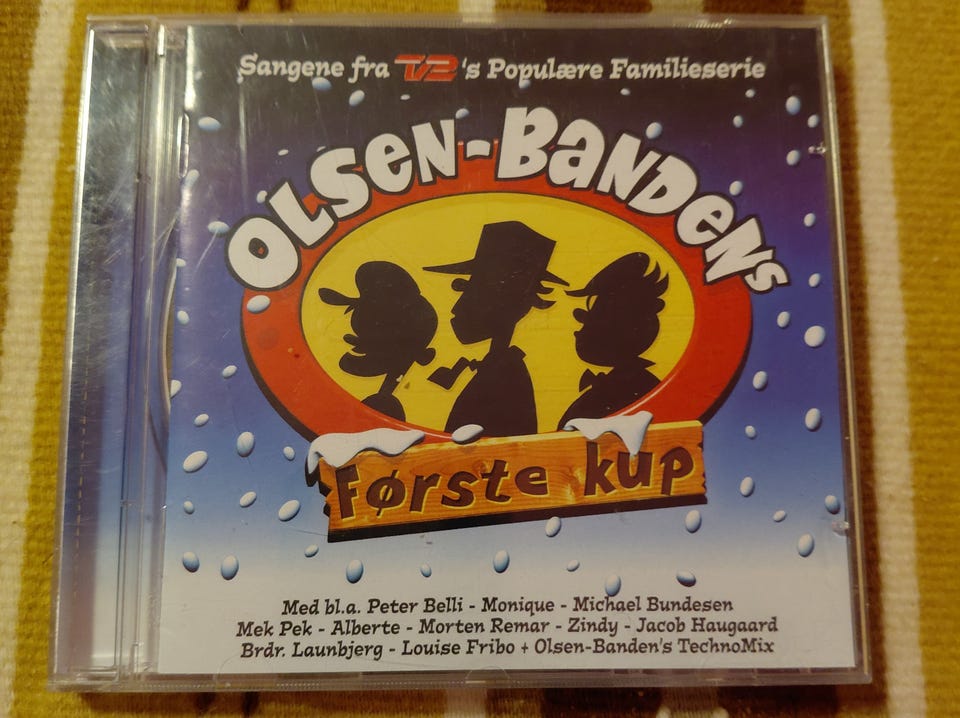 Sangene fra TV2's Populære Familieserie
OLSEN-BANDENS
Første kup
Med bl.a. Peter Belli - Monique - Michael Bundesen
Mek Pek - Alberte - Morten Remar - Zindy - Jacob Haugaard
Brdr. Launbjerg - Louise Fribo + Olsen-Banden's TechnoMix